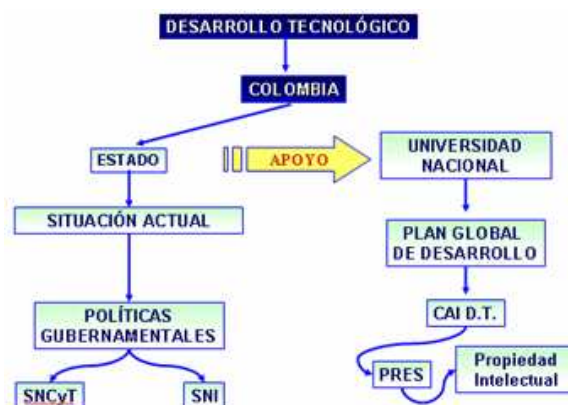 DESARROLLO TECNOLÓGICO
COLOMBIA
ESTADO
APOYO
UNIVERSIDAD
NACIONAL
SITUACIÓN ACTUAL
PLAN GLOBAL
DE DESARROLLO
POLÍTICAS
GUBERNAMENTALES
CAI D.T.
SNCyT
SNI
PRES
Propiedad
Intelectual